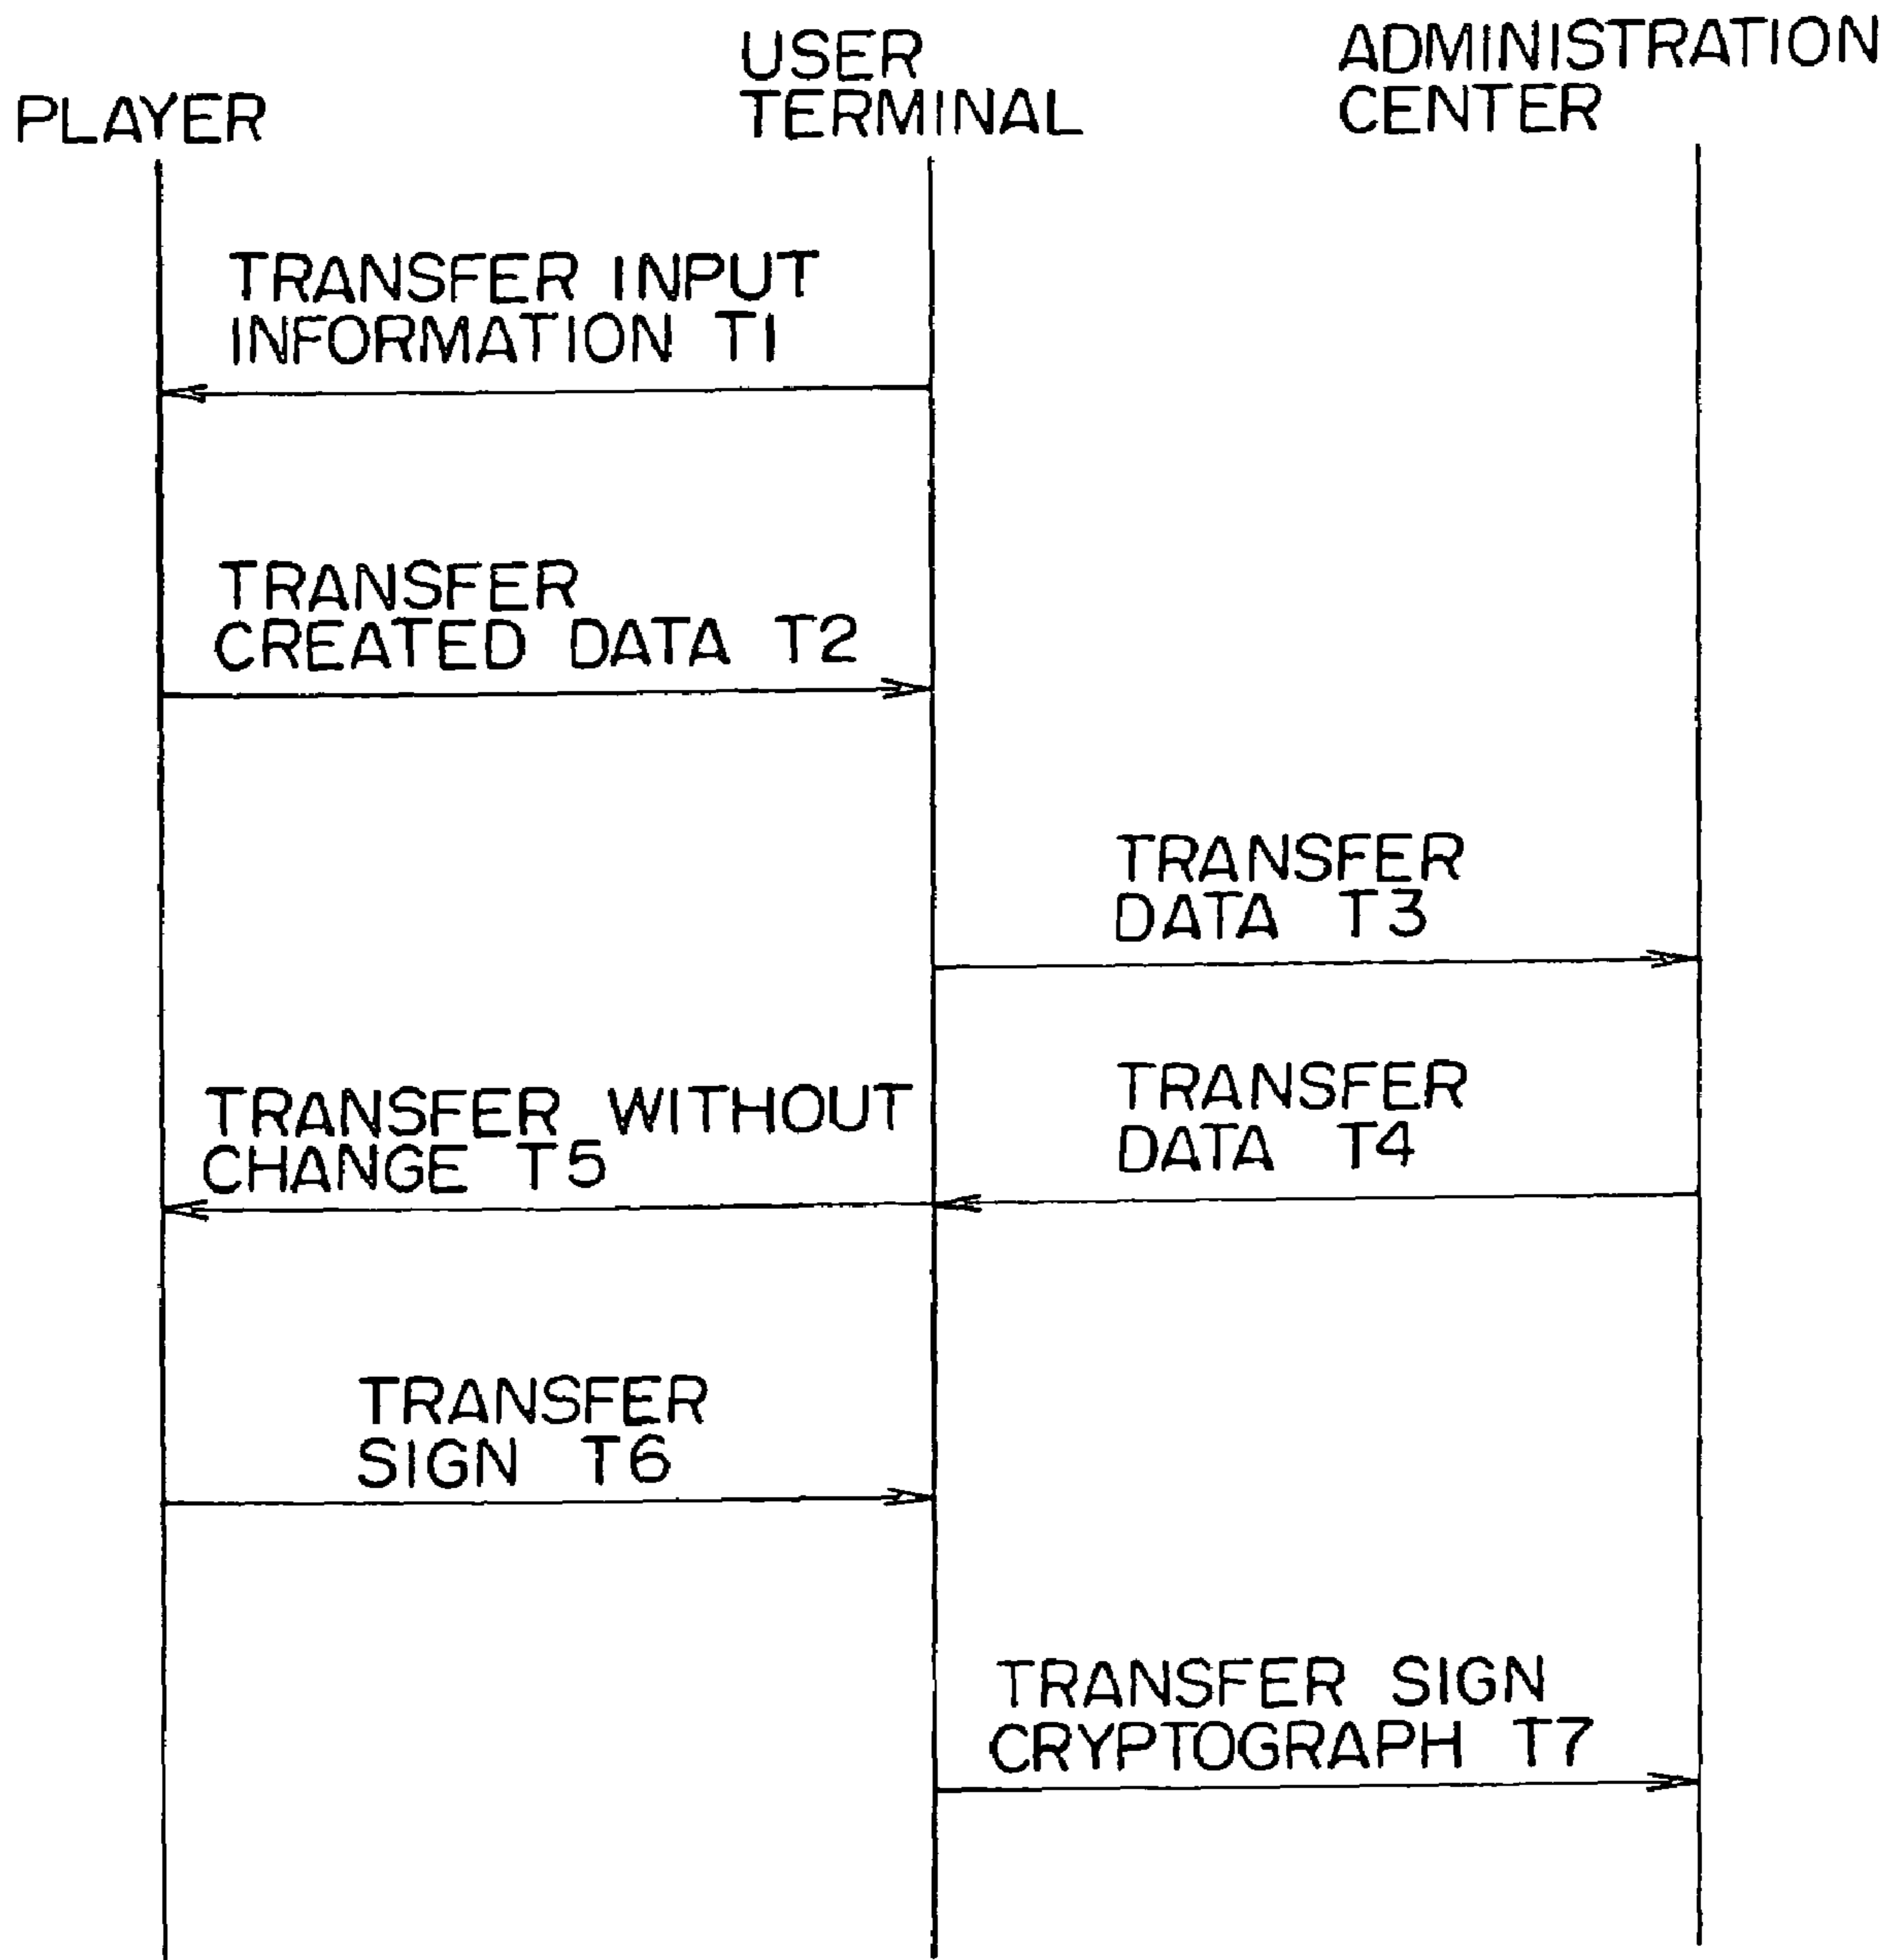 PLAYER
USER
TERMINAL
ADMINISTRATION
CENTER
TRANSFER INPUT
INFORMATION T1
TRANSFER
CREATED DATA T2
TRANSFER
DATA T3
TRANSFER WITHOUT
CHANGE T5
TRANSFER
DATA T4
TRANSFER
SIGN T6
TRANSFER SIGN
CRYPTOGRAPH T7